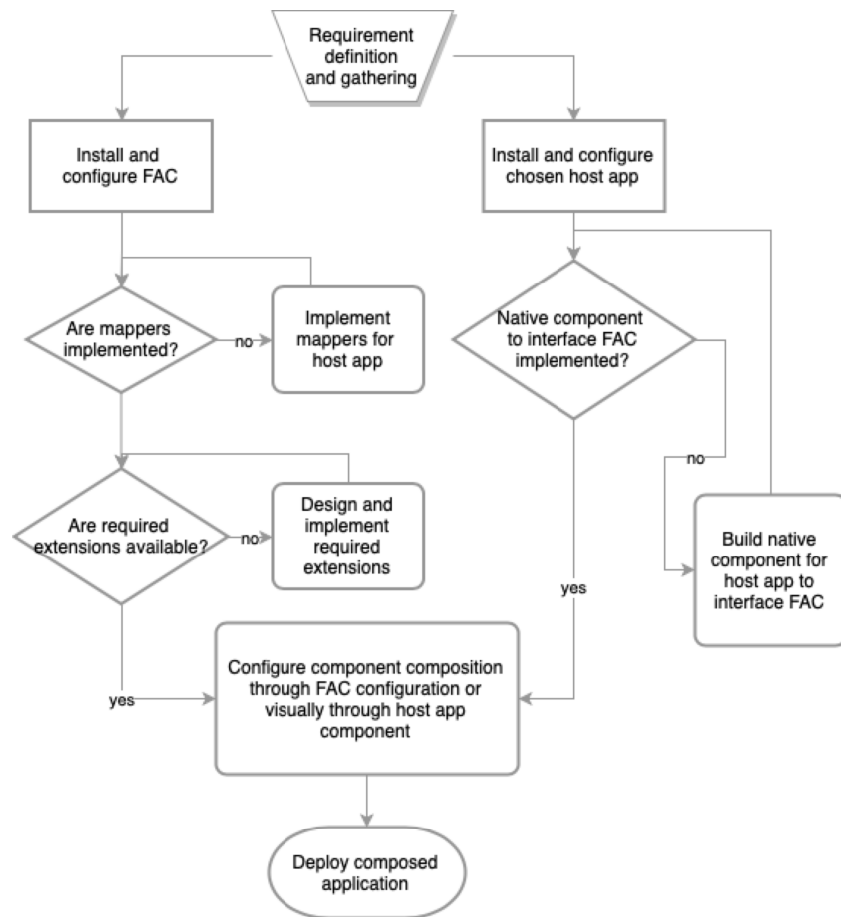 Requirement
definition
and gathering
Install and
configure FAC
Install and configure
chosen host app
Are mappers
implemented?
no
Implement
mappers for
host app
Native component
to interface FAC
implemented?
no
Are required
extensions available?
no
Design and
implement
required
extensions
Build native
component for
host app to
interface FAC
yes
yes
Configure component composition
through FAC configuration or
visually through host app
component
Deploy composed
application